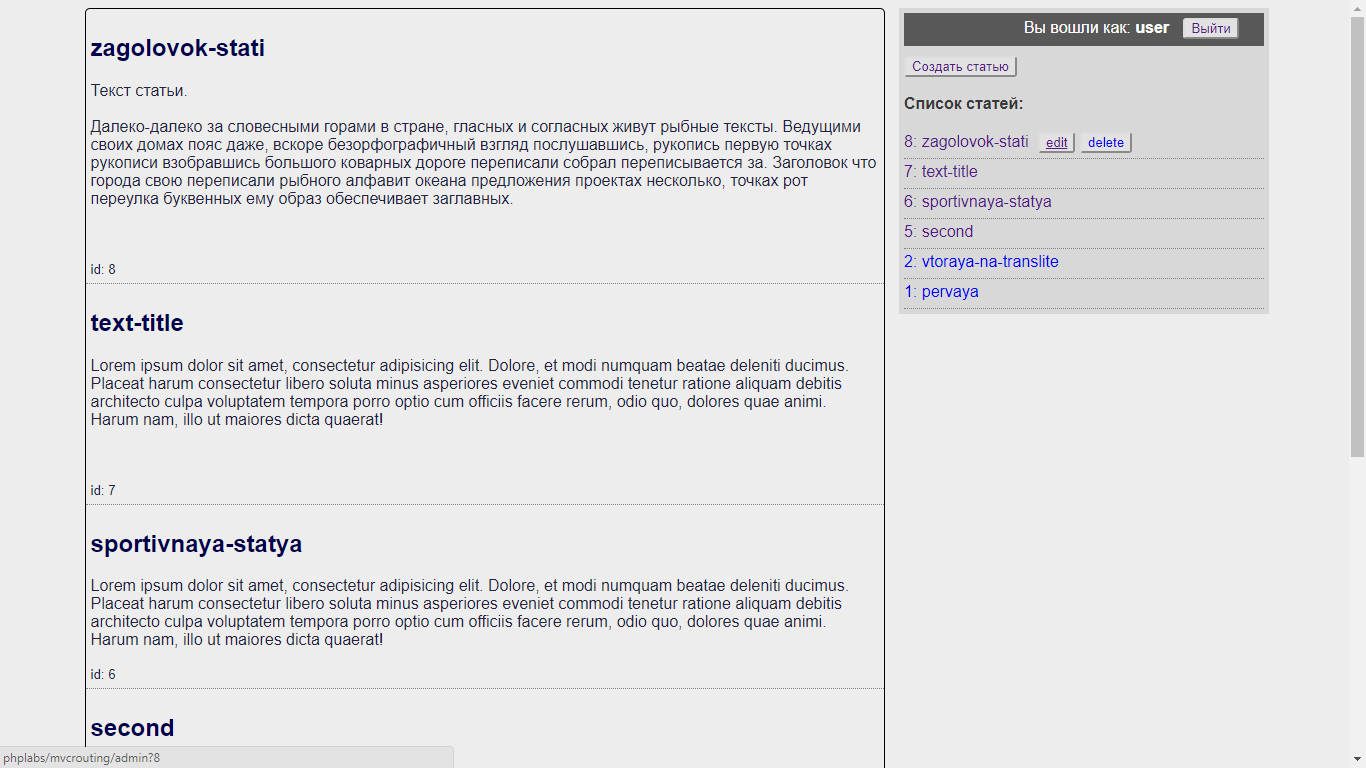 zagolovok-stati
Текст статьи.
Далеко-далеко за словесными горами в стране, гласных и согласных живут рыбные тексты. Ведущими
своих домах пояс даже, вскоре безорфографичный взгляд послушавшись, рукопись первую точках
рукописи взобравшись большого коварных дороге переписали собрал переписывается за. Заголовок что
города свою переписали рыбного алфавит океана предложения проектах несколько, точках рот
переулка буквенных ему образ обеспечивает заглавных.
id: 8
text-title
Lorem ipsum dolor sit amet, consectetur adipisicing elit. Dolore, et modi numquam beatae deleniti ducimus.
Placeat harum consectetur libero soluta minus asperiores eveniet commodi tenetur ratione aliquam debitis
architecto culpa voluptatem tempora porro optio cum officiis facere rerum, odio quo, dolores quae animi.
Harum nam, illo ut maiores dicta quaerat!
id: 7
sportivnaya-statya
Lorem ipsum dolor sit amet, consectetur adipisicing elit. Dolore, et modi numquam beatae deleniti ducimus.
Placeat harum consectetur libero soluta minus asperiores eveniet commodi tenetur ratione aliquam debitis
architecto culpa voluptatem tempora porro optio cum officiis facere rerum, odio quo, dolores quae animi.
Harum nam, illo ut maiores dicta quaerat!
id: 6
second
Вы вошли как: user Выйти
Создать статью
Список статей:
8: zagolovok-stati edit delete
7: text-title
6: sportivnaya-statya
5: second
2: vtoraya-na-translite
1: pervaya
phplabs/mvcrouting/admin?8